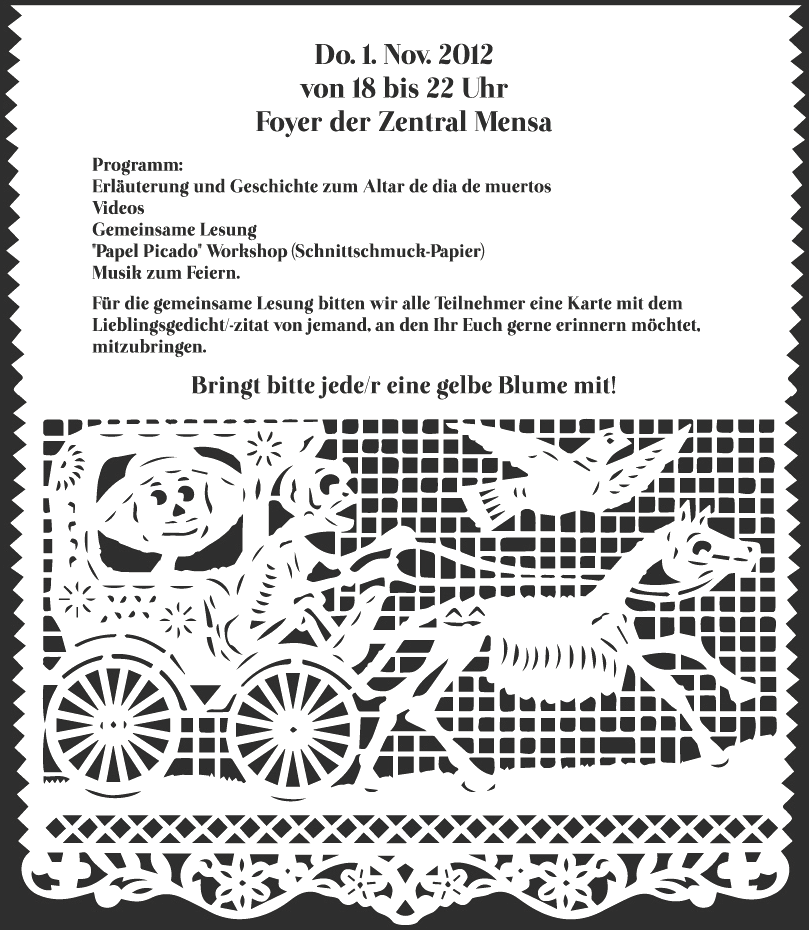 Do. 1. Nov. 2012
von 18 bis 22 Uhr
Foyer der Zentral Mensa
Programm:
Erläuterung und Geschichte zum Altar de dia de muertos
Videos
Gemeinsame Lesung
"Papel Picado" Workshop (Schnittschmuck-Papier)
Musik zum Feiern.
Für die gemeinsame Lesung bitten wir alle Teilnehmer eine Karte mit dem
Lieblingsgedicht/-zitat von jemand, an den Ihr Euch gerne erinnern möchtet,
mitzubringen.
Bringt bitte jede/r eine gelbe Blume mit!